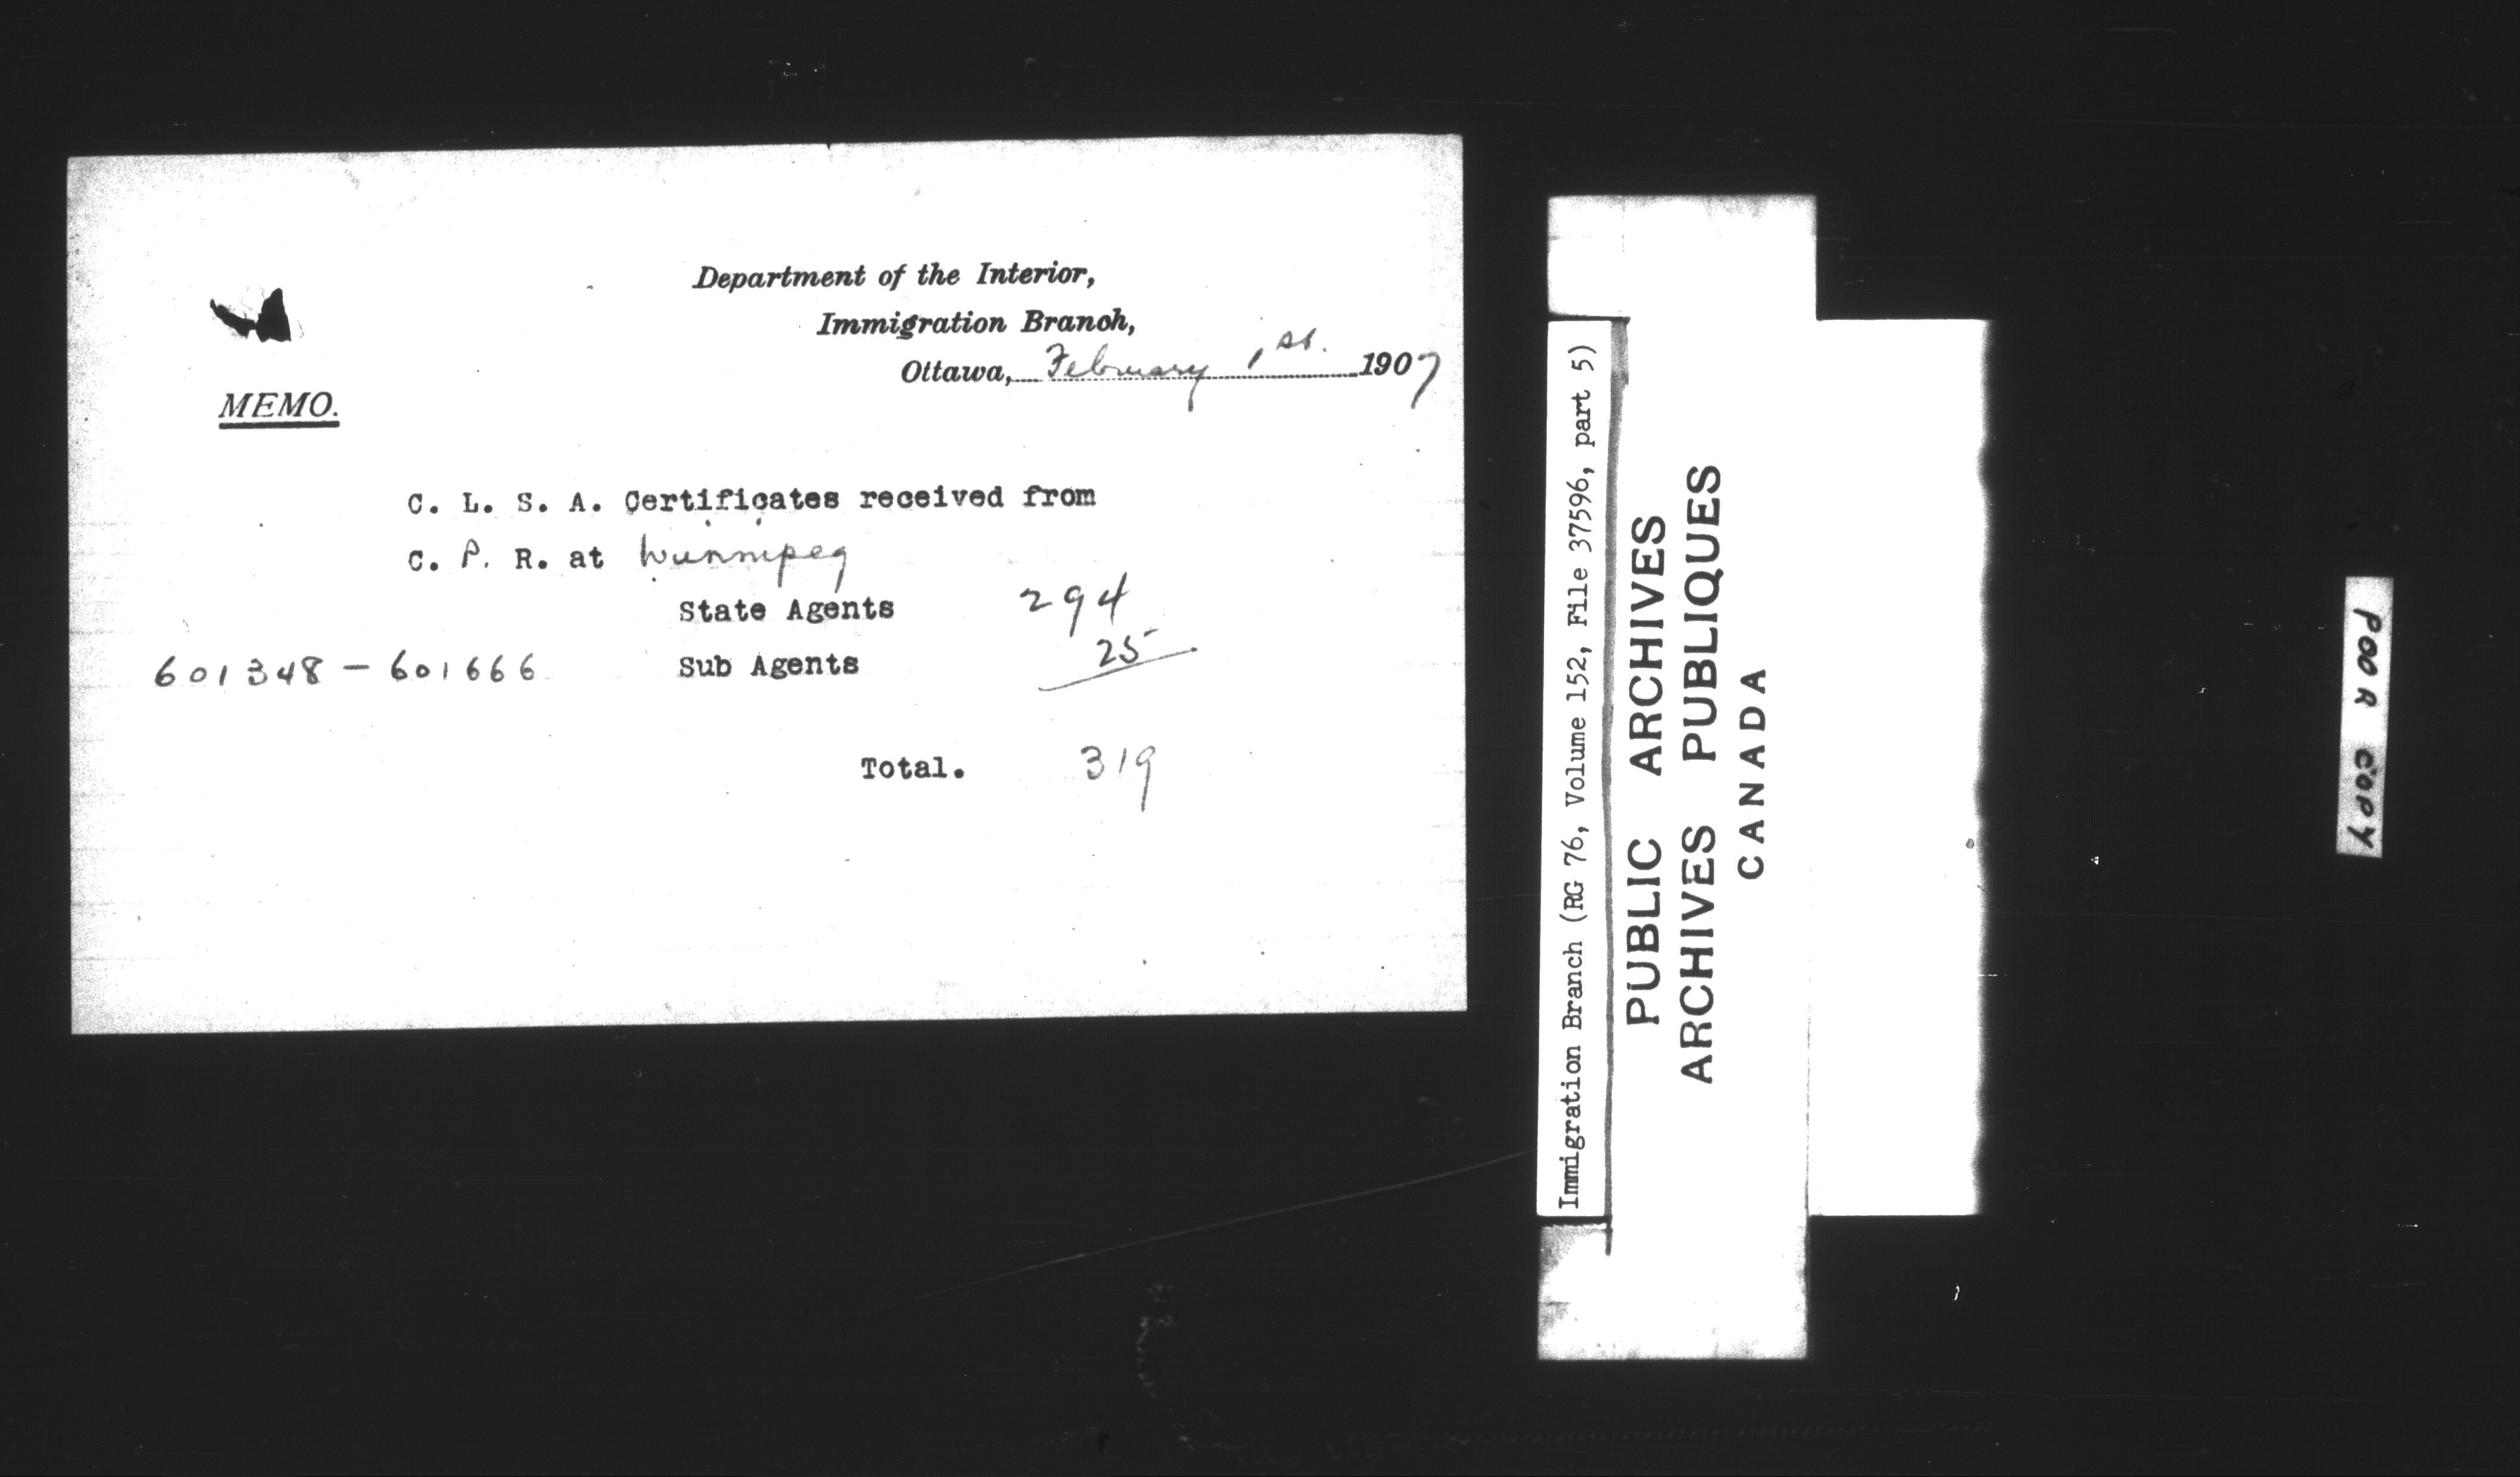 Department of the Interior,
Immigration Branch,
Ottawa, February 1st. 1907
MEMO.
C. L. S. A. Certificates received from
C. P. R. at Winnipeg
State Agents 294
601348 - 601666 Sub Agents 25
Total. 319
Immigration Branch (RG 76, Volume 152, File 37596, part 5)
PUBLIC ARCHIVES
ARCHIVES PUBLIQUES
CANADA
POOR COPY